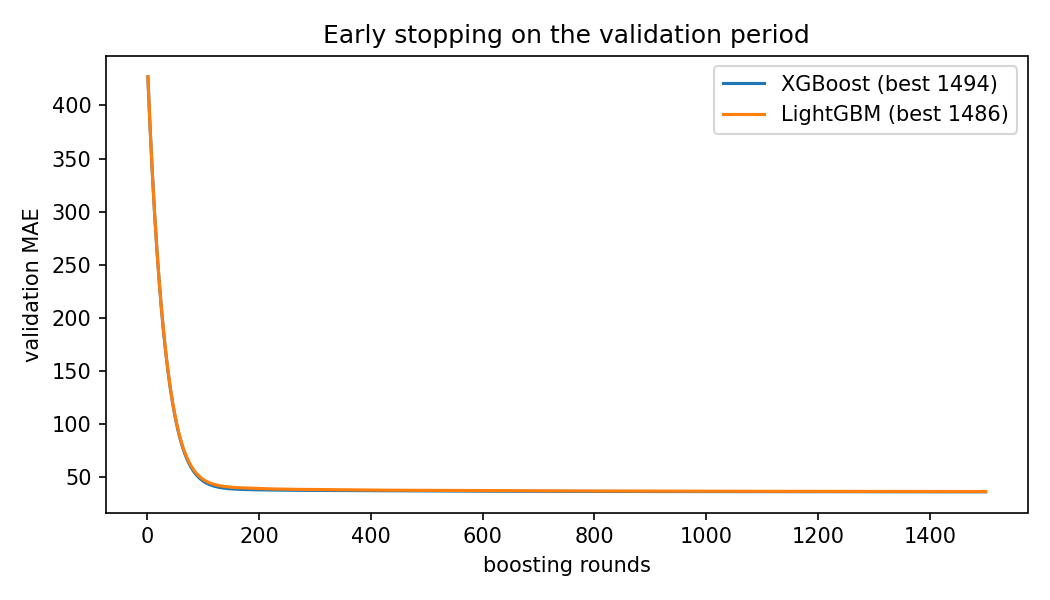 Early stopping on the validation period
XGBoost (best 1494)
LightGBM (best 1486)
validation MAE
400
350
300
250
200
150
100
50
0 200 400 600 800 1000 1200 1400
boosting rounds